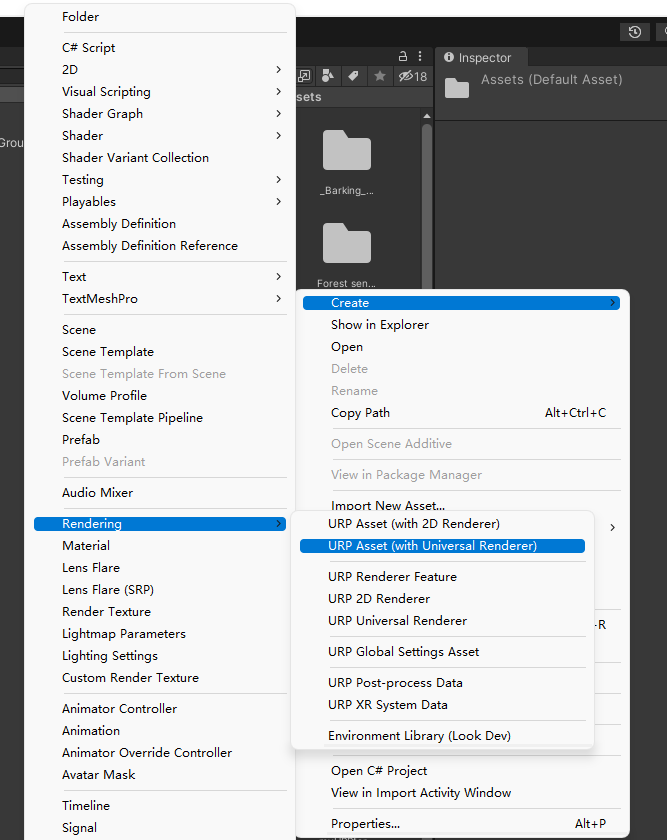 Folder
C# Script
2D
Visual Scripting
Shader Graph
Shader
Shader Variant Collection
Testing
Playables
Assembly Definition
Assembly Definition Reference
Text
TextMeshPro
Scene
Scene Template
Scene Template From Scene
Volume Profile
Scene Template Pipeline
Prefab
Prefab Variant
Audio Mixer
Rendering
Material
Lens Flare
Lens Flare (SRP)
Render Texture
Lightmap Parameters
Lighting Settings
Custom Render Texture
Animator Controller
Animation
Animator Override Controller
Avatar Mask
Timeline
Signal
Grou
18
sets
_Barking_...
Forest sen...
Inspector
Assets (Default Asset)
Create
Show in Explorer
Open
Delete
Rename
Copy Path Alt+Ctrl+C
Open Scene Additive
View in Package Manager
Import New Asset...
URP Asset (with 2D Renderer)
URP Asset (with Universal Renderer)
URP Renderer Feature
URP 2D Renderer
URP Universal Renderer
-R
URP Global Settings Asset
URP Post-process Data
URP XR System Data
Environment Library (Look Dev)
Open C# Project
View in Import Activity Window
Properties... Alt+P